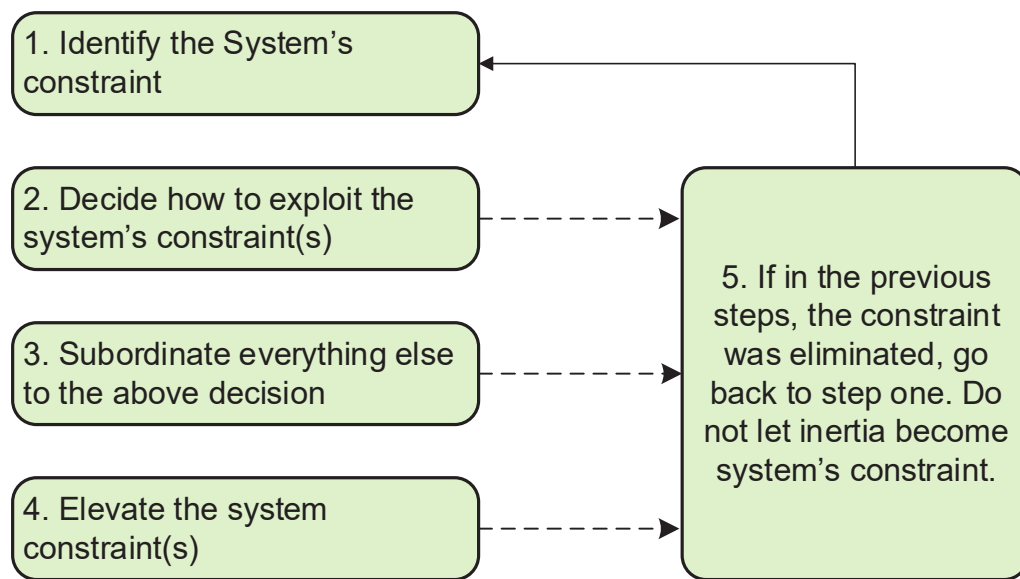 1. Identify the System’s
constraint
2. Decide how to exploit the
system’s constraint(s)
3. Subordinate everything else
to the above decision
4. Elevate the system
constraint(s)
5. If in the previous
steps, the constraint
was eliminated, go
back to step one. Do
not let inertia become
system’s constraint.